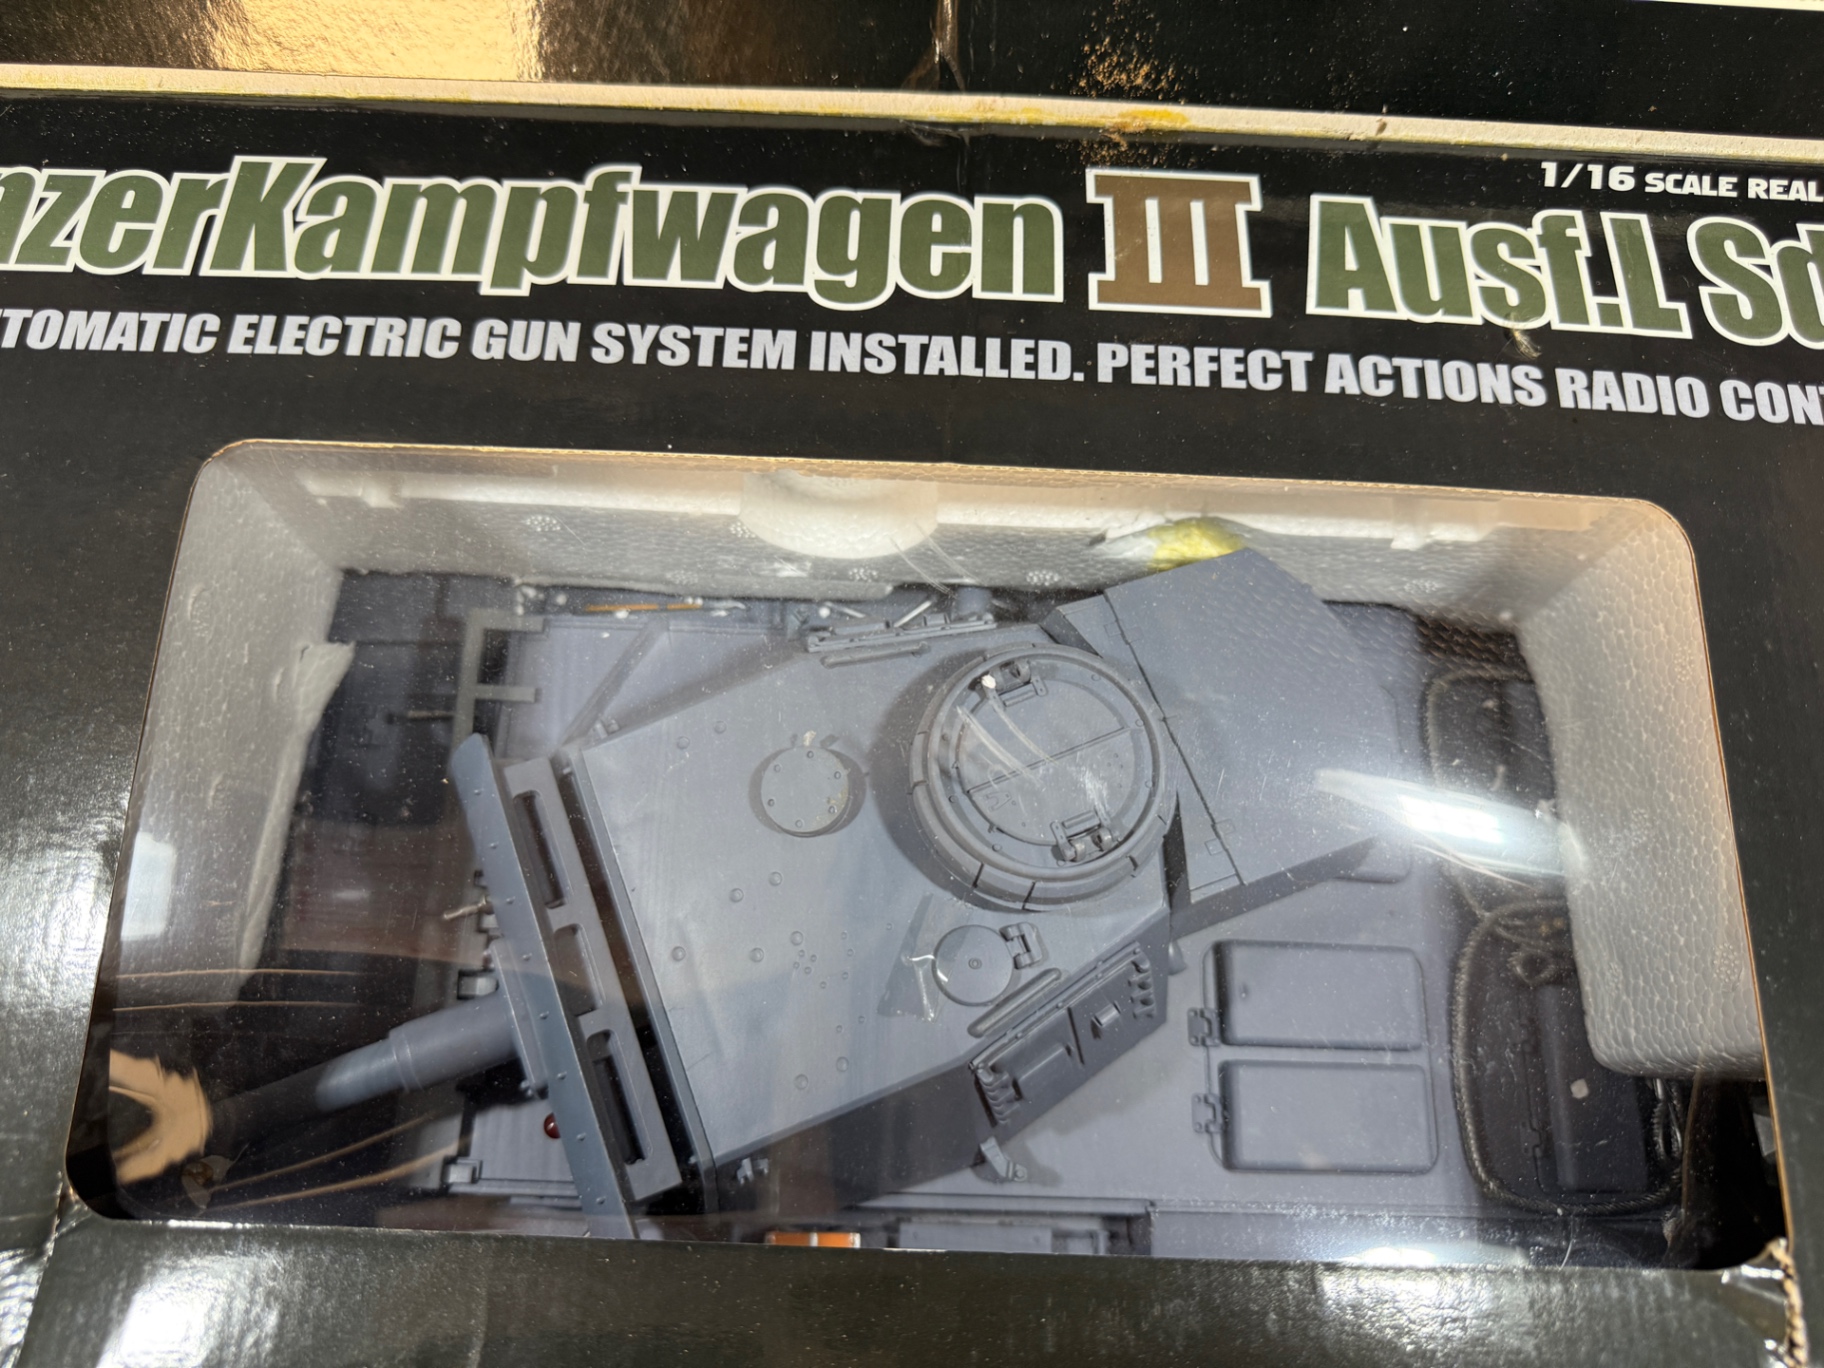 1/16 SCALE REAL
nzerKampfwagen III Ausf.L Sd
TOMATIC ELECTRIC GUN SYSTEM INSTALLED. PERFECT ACTIONS RADIO CON